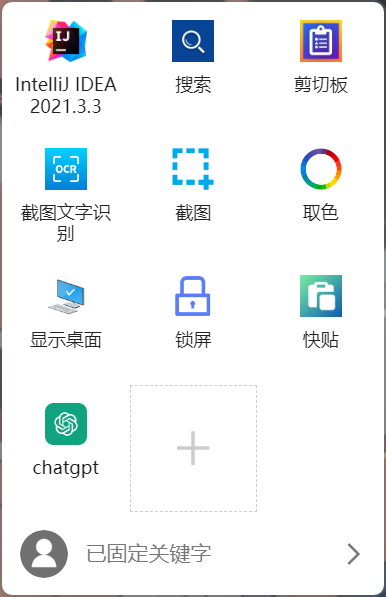 IJ
IntelliJ IDEA
2021.3.3
搜索
剪切板
OCR
截图文字识
别
截图
取色
显示桌面
锁屏
快贴
chatgpt
已固定关键字